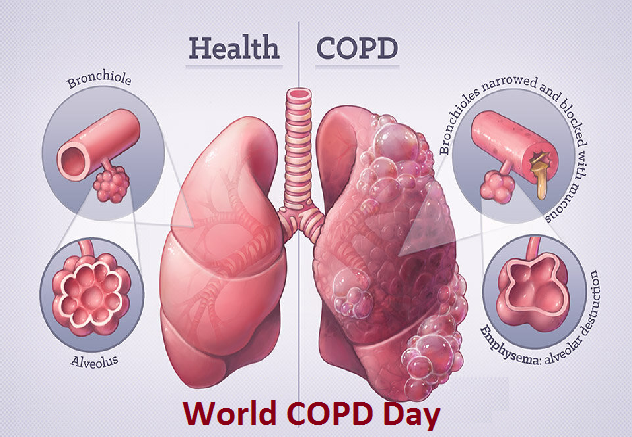 Health
COPD
Bronchiole
Alveolus
Bronchioles narrowed and blocked with mucous
Emphysema: alveolar destruction
World COPD Day